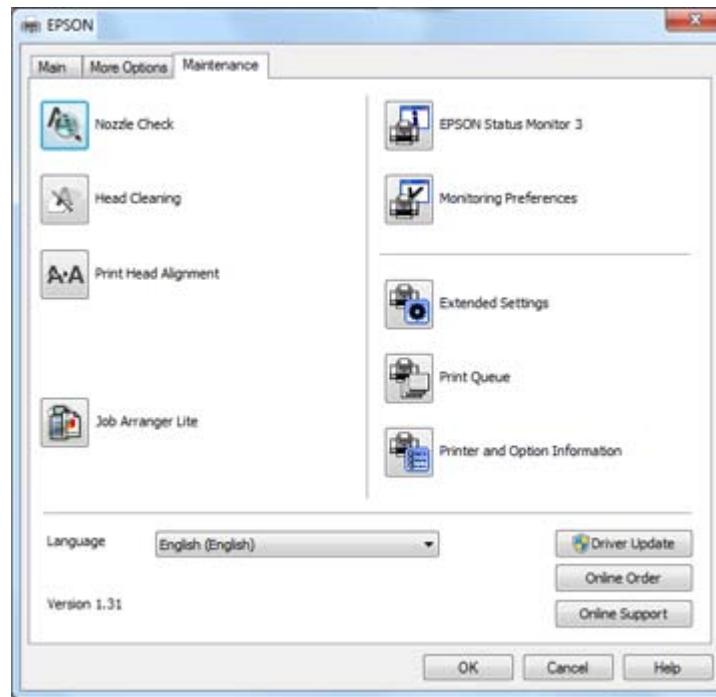 EPSON
Main More Options Maintenance
Nozzle Check
Head Cleaning
A·A Print Head Alignment
Job Arranger Lite
EPSON Status Monitor 3
Monitoring Preferences
Extended Settings
Print Queue
Printer and Option Information
Language English (English)
Version 1.31
Driver Update
Online Order
Online Support
OK Cancel Help